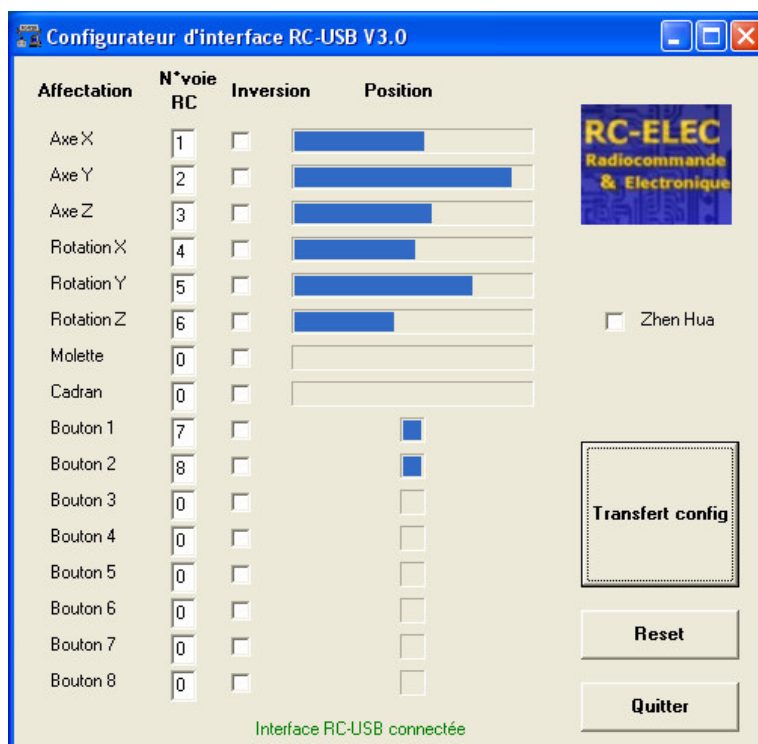 Configurateur d'interface RC-USB V3.0
Affectation N°voie RC Inversion Position
RC-ELEC
Radiocommande
& Electronique
Axe X 1
Axe Y 2
Axe Z 3
Rotation X 4
Rotation Y 5
Rotation Z 6
Zhen Hua
Molette 0
Cadran 0
Bouton 1 7
Bouton 2 8
Bouton 3 0
Bouton 4 0
Bouton 5 0
Bouton 6 0
Bouton 7 0
Bouton 8 0
Transfert config
Reset
Quitter
Interface RC-USB connectée